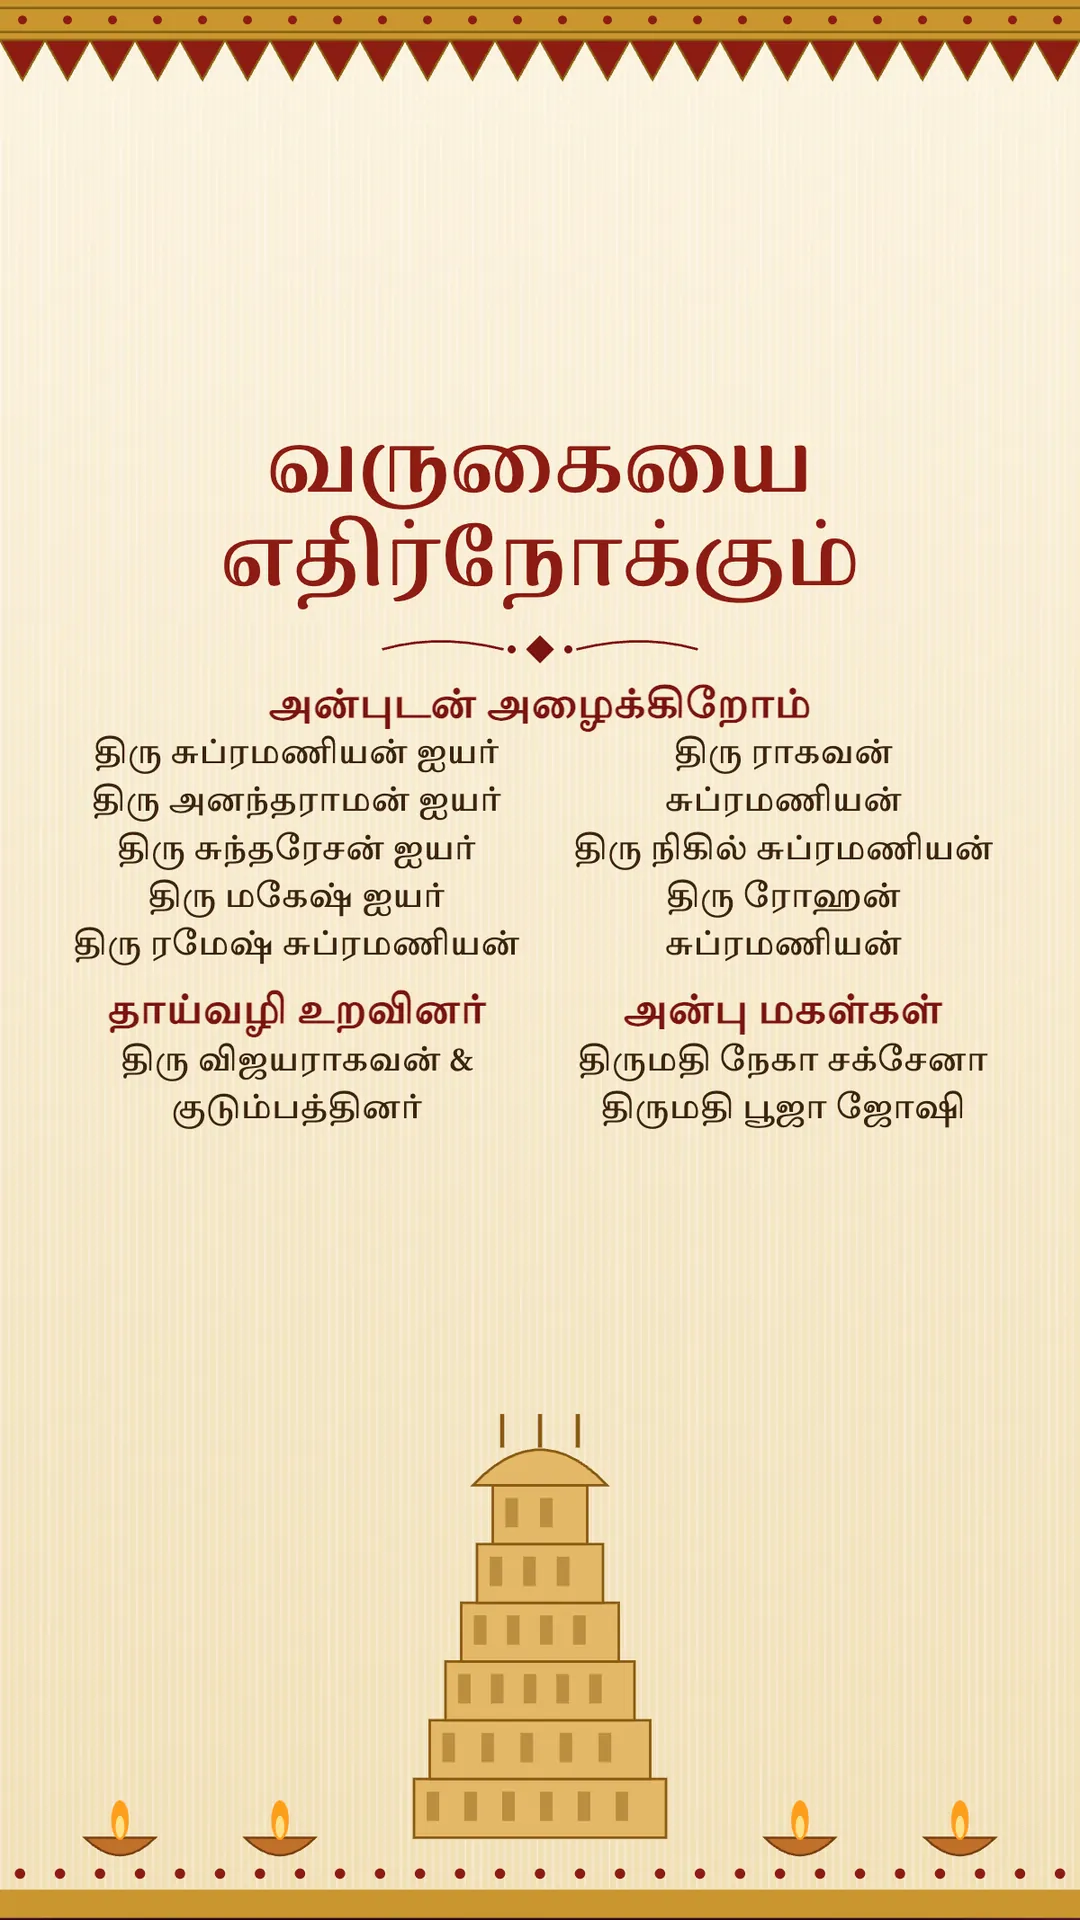 வருகையை
எதிர்நோக்கும்
அன்புடன் அழைக்கிறோம்
திரு சுப்ரமணியன் ஐயர்
திரு அனந்தராமன் ஐயர்
திரு சுந்தரேசன் ஐயர்
திரு மகேஷ் ஐயர்
திரு ரமேஷ் சுப்ரமணியன்
திரு ராகவன்
சுப்ரமணியன்
திரு நிகில் சுப்ரமணியன்
திரு ரோஹன்
சுப்ரமணியன்
தாய்வழி உறவினர்
திரு விஜயராகவன் &
குடும்பத்தினர்
அன்பு மகள்கள்
திருமதி நேகா சக்சேனா
திருமதி பூஜா ஜோஷி